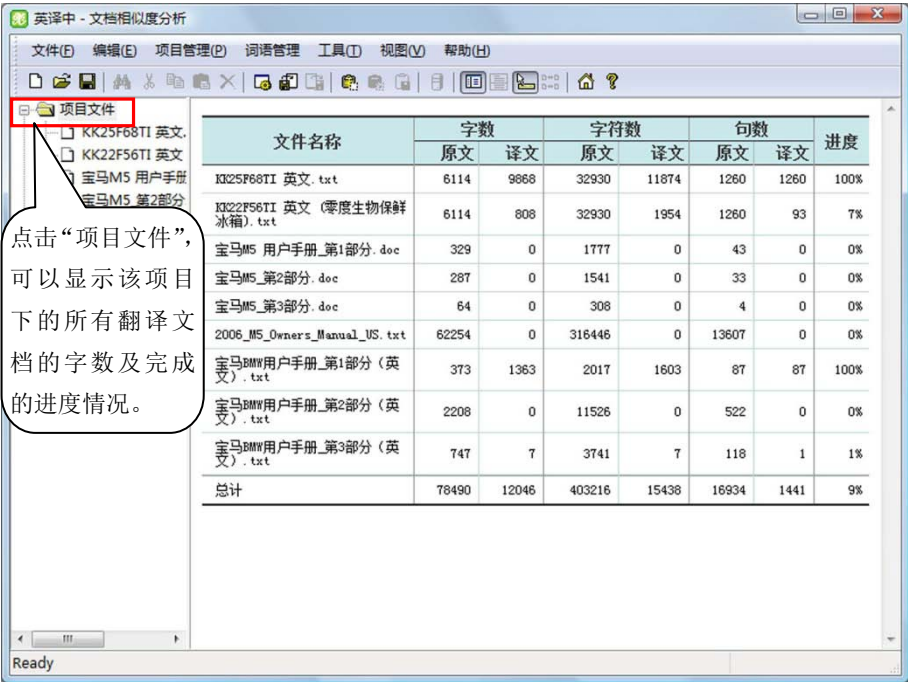 英译中 - 文档相似度分析
文件(F) 编辑(E) 项目管理(P) 词语管理 工具(T) 视图(V) 帮助(H)
项目文件
KK25F68TI 英文.
KK22F56TI 英文
宝马M5 用户手册
宝马M5 第2部分
点击“项目文件”,
可以显示该项目
下的所有翻译文
档的字数及完成
的进度情况。
文件名称 字数 字符数 句数 进度
原文 译文 原文 译文 原文 译文
KK25F68TI 英文.txt 6114 9868 32930 11874 1260 1260 100%
KK22F56TI 英文 (零度生物保鲜
冰箱).txt 6114 808 32930 1954 1260 93 7%
宝马M5 用户手册_第1部分.doc 329 0 1777 0 43 0 0%
宝马M5_第2部分.doc 287 0 1541 0 33 0 0%
宝马M5_第3部分.doc 64 0 308 0 4 0 0%
2006_M5_Owners_Manual_US.txt 62254 0 316446 0 13607 0 0%
宝马BMW用户手册_第1部分（英
文）.txt 373 1363 2017 1603 87 87 100%
宝马BMW用户手册_第2部分（英
文）.txt 2208 0 11526 0 522 0 0%
宝马BMW用户手册_第3部分（英
文）.txt 747 7 3741 7 118 1 1%
总计 78490 12046 403216 15438 16934 1441 9%
Ready